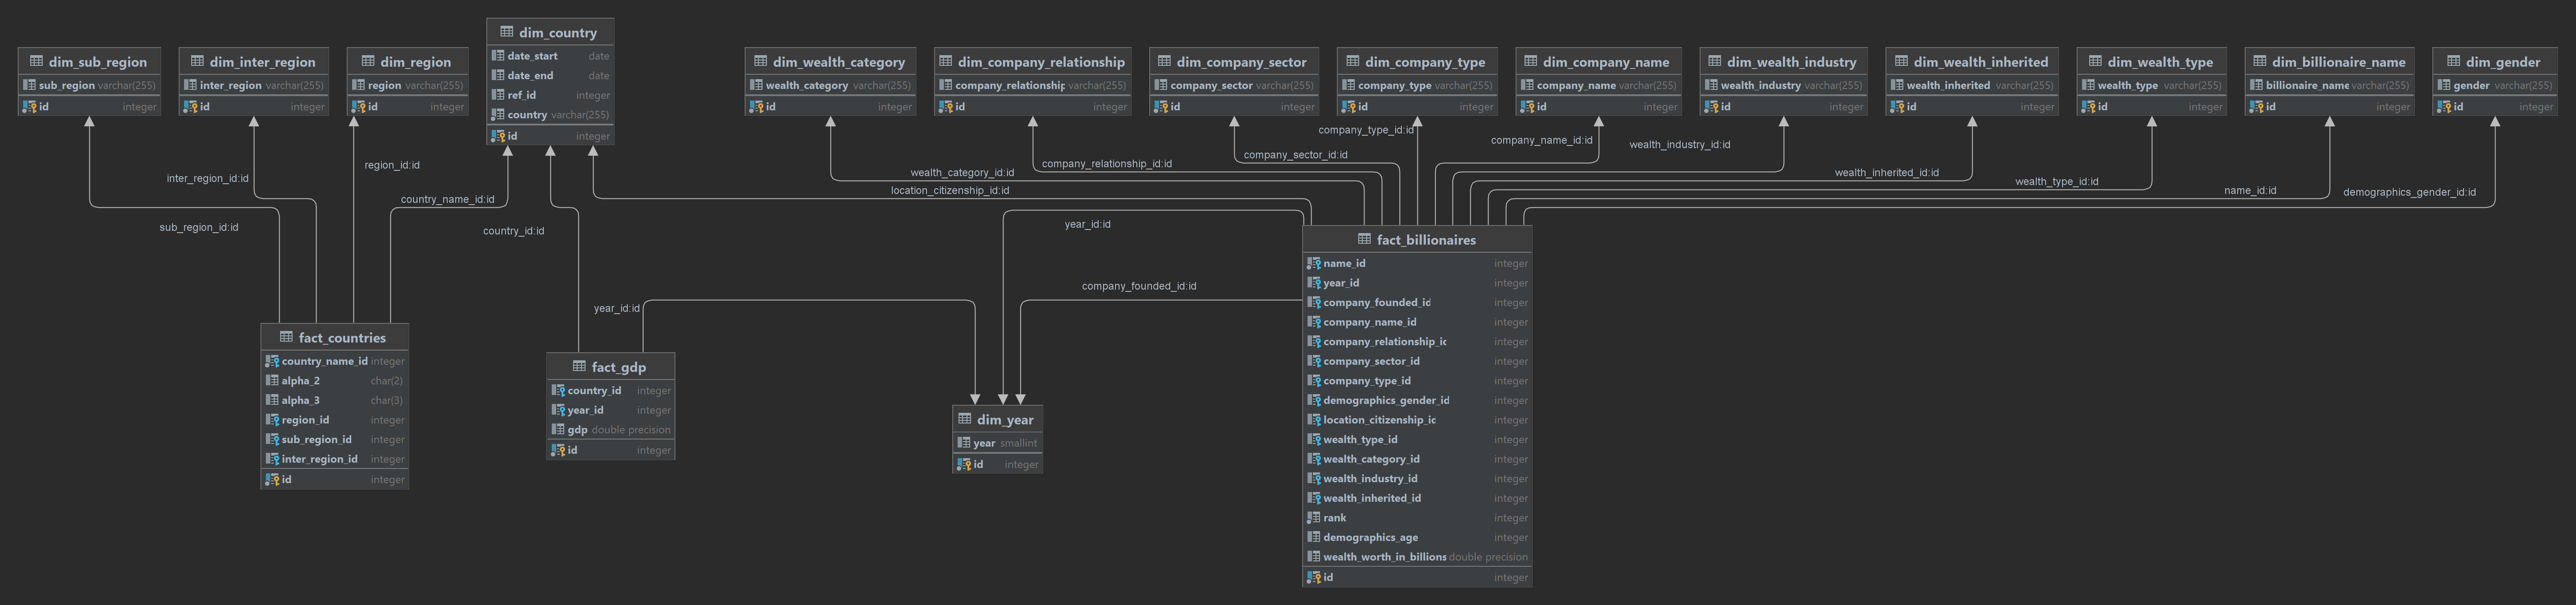 dim_sub_region
sub_region varchar(255)
id integer
dim_inter_region
inter_region varchar(255)
id integer
dim_region
region varchar(255)
id integer
dim_country
date_start date
date_end date
ref_id integer
country varchar(255)
id integer
dim_wealth_category
wealth_category varchar(255)
id integer
dim_company_relationship
company_relationship varchar(255)
id integer
dim_company_sector
company_sector varchar(255)
id integer
dim_company_type
company_type varchar(255)
id integer
dim_company_name
company_name varchar(255)
id integer
dim_wealth_industry
wealth_industry varchar(255)
id integer
dim_wealth_inherited
wealth_inherited varchar(255)
id integer
dim_wealth_type
wealth_type varchar(255)
id integer
dim_billionaire_name
billionaire_name varchar(255)
id integer
dim_gender
gender varchar(255)
id integer
sub_region_id:id
inter_region_id:id
region_id:id
country_name_id:id
country_id:id
year_id:id
wealth_category_id:id
location_citizenship_id:id
company_relationship_id:id
company_sector_id:id
company_type_id:id
company_name_id:id
wealth_industry_id:id
wealth_inherited_id:id
wealth_type_id:id
name_id:id
demographics_gender_id:id
year_id:id
company_founded_id:id
fact_countries
country_name_id integer
alpha_2 char(2)
alpha_3 char(3)
region_id integer
sub_region_id integer
inter_region_id integer
id integer
fact_gdp
country_id integer
year_id integer
gdp double precision
id integer
dim_year
year smallint
id integer
fact_billionaires
name_id integer
year_id integer
company_founded_id integer
company_name_id integer
company_relationship_id integer
company_sector_id integer
company_type_id integer
demographics_gender_id integer
location_citizenship_id integer
wealth_type_id integer
wealth_category_id integer
wealth_industry_id integer
wealth_inherited_id integer
rank integer
demographics_age integer
wealth_worth_in_billions double precision
id integer